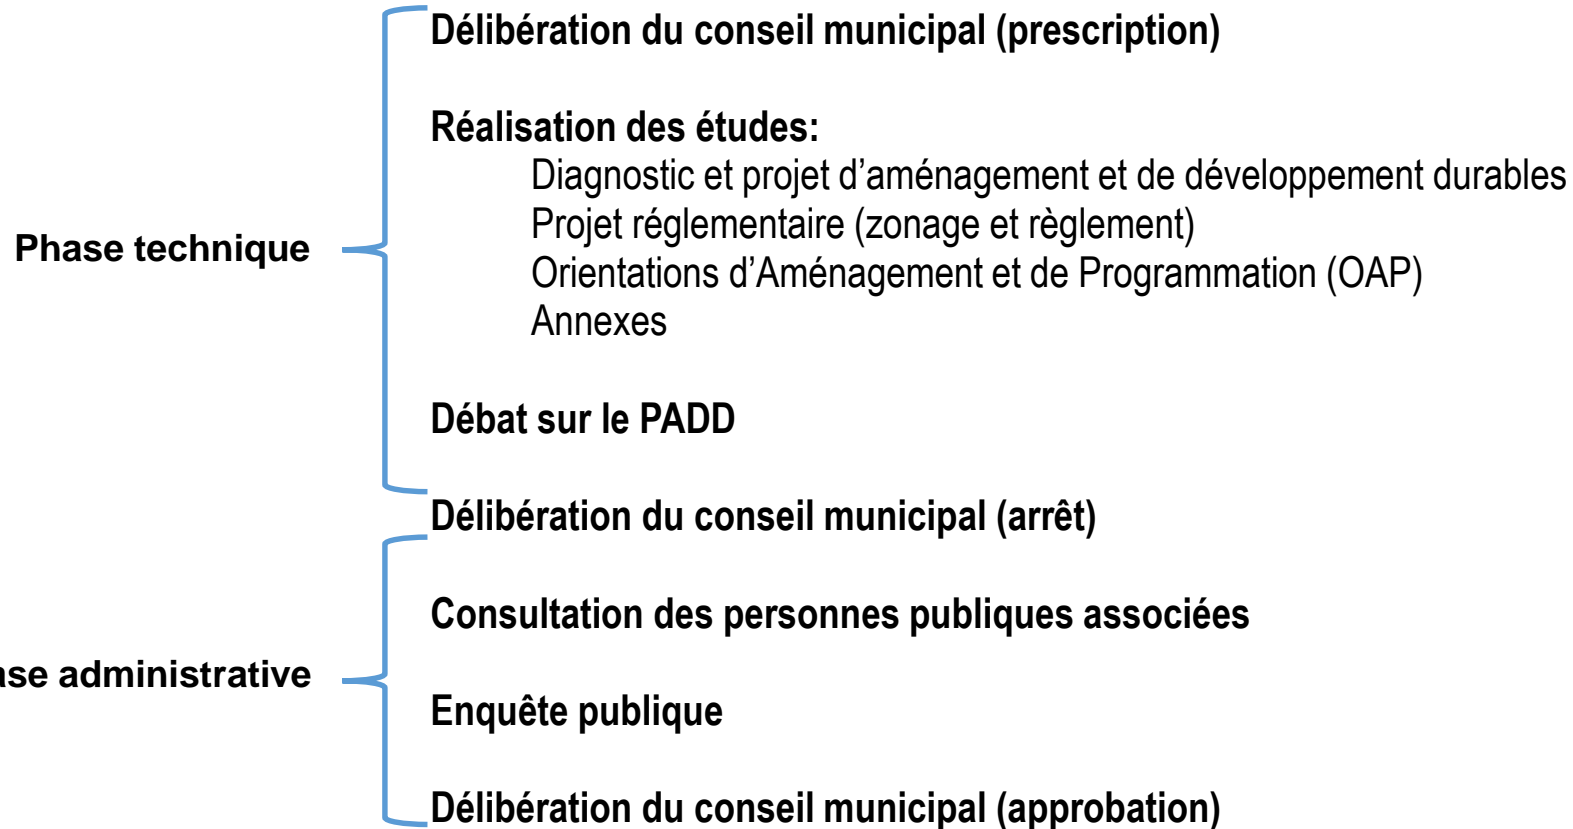 Délibération du conseil municipal (prescription)
Réalisation des études:
Diagnostic et projet d’aménagement et de développement durables
Projet réglementaire (zonage et règlement)
Phase technique
Orientations d’Aménagement et de Programmation (OAP)
Annexes
Débat sur le PADD
Délibération du conseil municipal (arrêt)
Consultation des personnes publiques associées
ase administrative
Enquête publique
Délibération du conseil municipal (approbation)